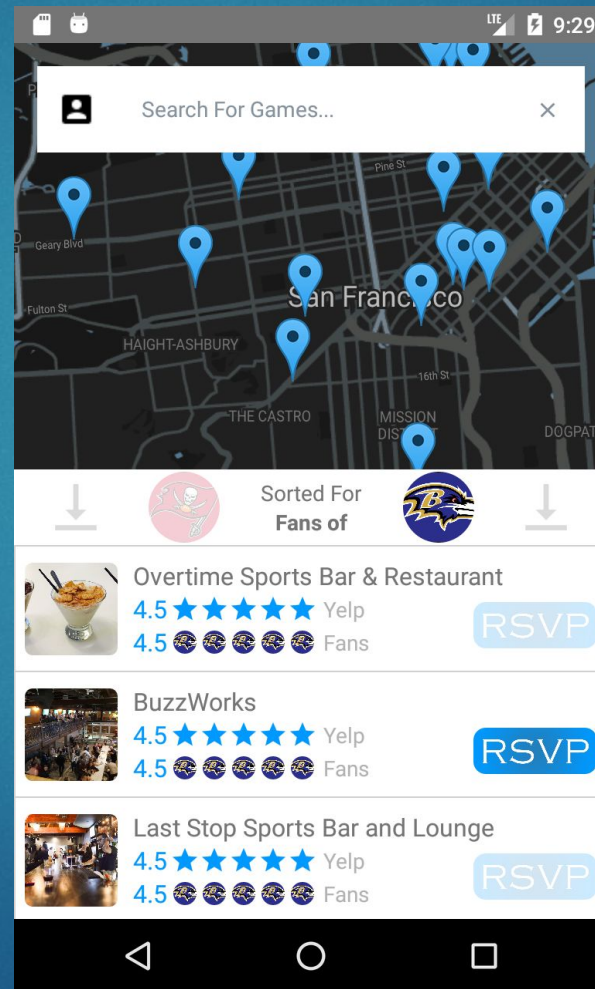 LTE 9:29
Search For Games...
Pine St
Geary Blvd
San Francisco
Fulton St
HAIGHT-ASHBURY
16th St
THE CASTRO
MISSION
DOGPAT
Sorted For
Fans of
B
Overtime Sports Bar & Restaurant
4.5 Yelp
4.5 Fans
RSVP
BuzzWorks
4.5 Yelp
4.5 Fans
RSVP
Last Stop Sports Bar and Lounge
4.5 Yelp
4.5 Fans
RSVP